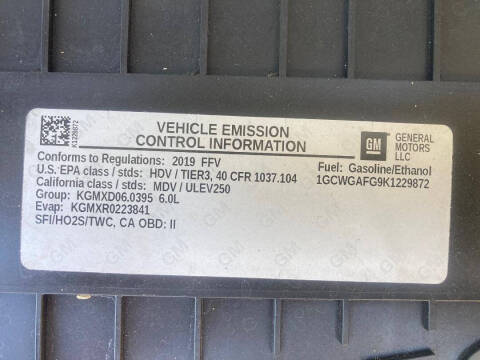 K1229872
VEHICLE EMISSION
CONTROL INFORMATION
GM
GENERAL
MOTORS
LLC
Conforms to Regulations: 2019 FFV
U.S. EPA class / stds: HDV / TIER3, 40 CFR 1037.104
California class / stds: MDV / ULEV250
Group: KGMXD06.0395 6.0L
Evap: KGMXR0223841
SFI/HO2S/TWC, CA OBD: II
Fuel: Gasoline/Ethanol
1GCWGAFG9K1229872